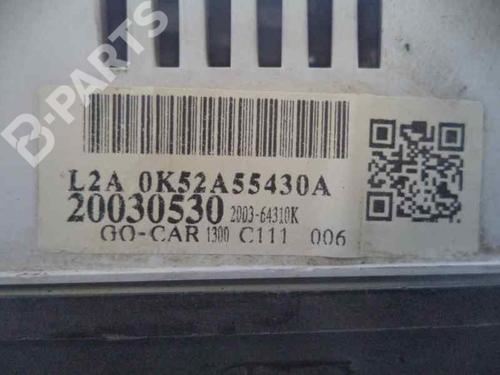 B-PARTS
L2A 0K52A55430A
20030530 2003-64310K
GO-CAR 1300 C111 006